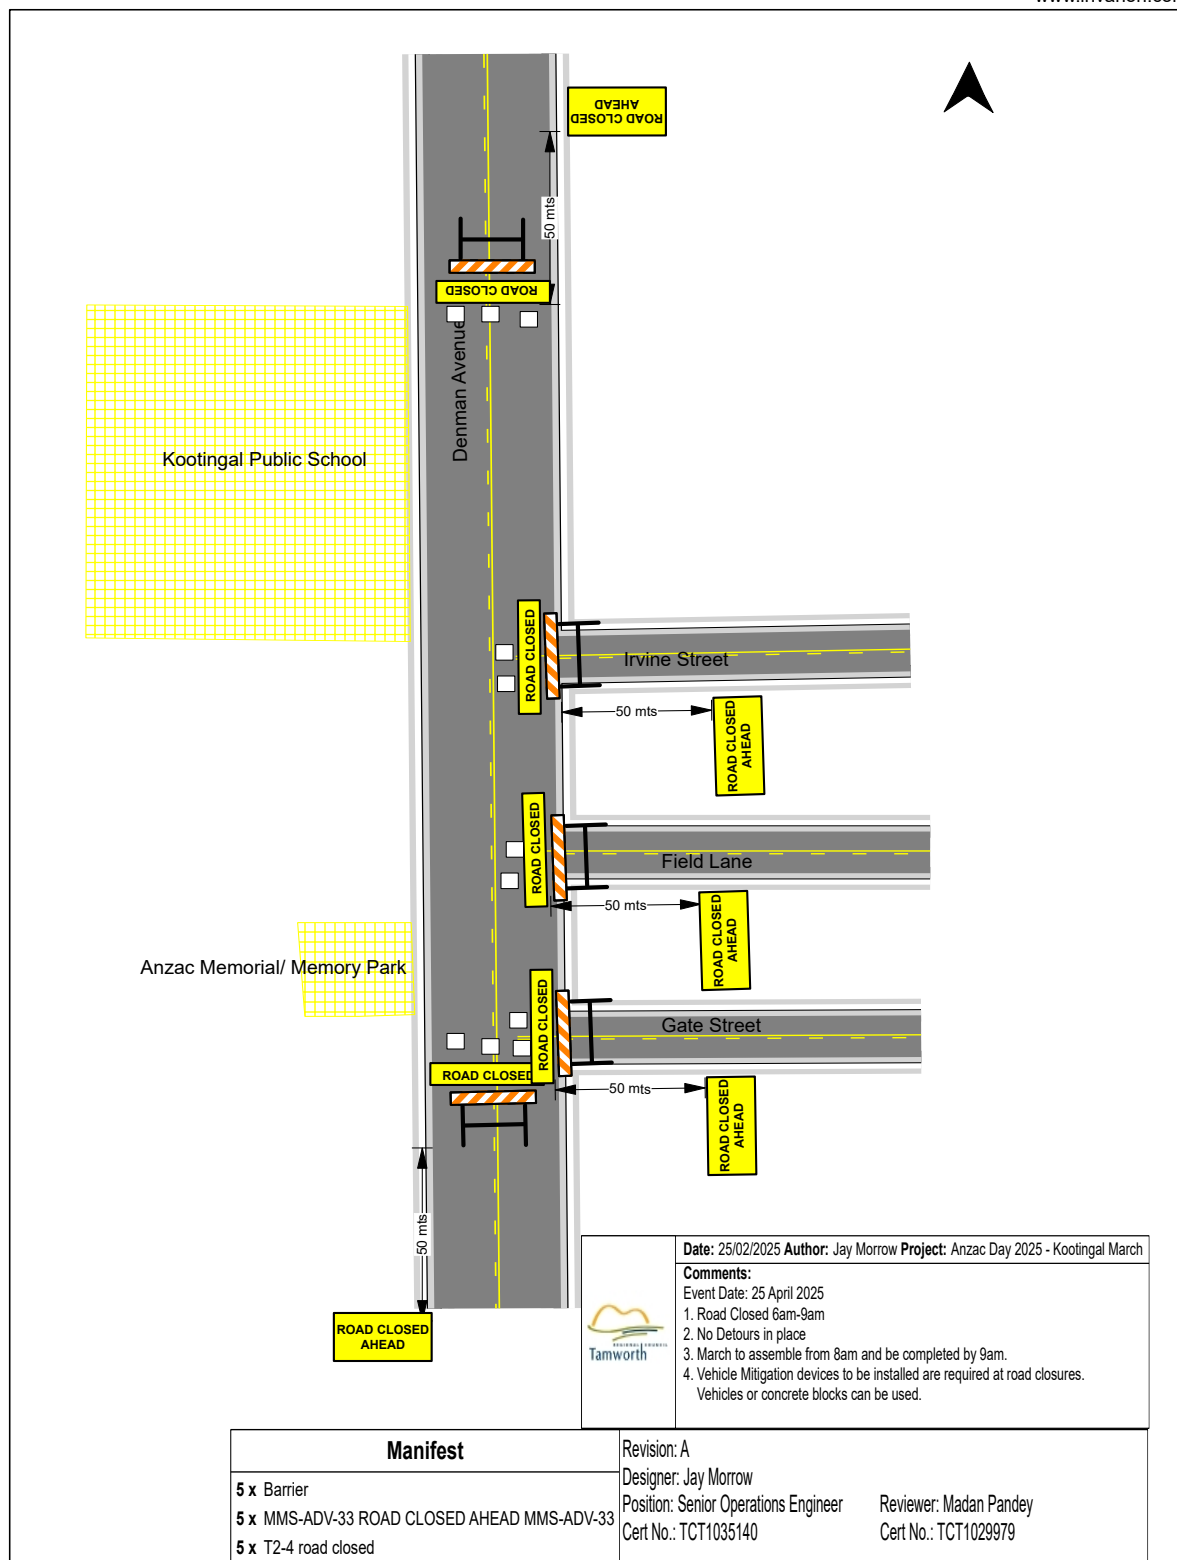 ROAD CLOSED
AHEAD
50 mts
ROAD CLOSED
Denman Avenue
Kootingal Public School
ROAD CLOSED
Irvine Street
50 mts
ROAD CLOSED
AHEAD
ROAD CLOSED
Field Lane
50 mts
ROAD CLOSED
AHEAD
Anzac Memorial/ Memory Park
ROAD CLOSED
Gate Street
ROAD CLOSED
50 mts
ROAD CLOSED
AHEAD
50 mts
ROAD CLOSED
AHEAD
REGIONAL COUNCIL
Tamworth
Date: 25/02/2025 Author: Jay Morrow Project: Anzac Day 2025 - Kootingal March
Comments:
Event Date: 25 April 2025
1. Road Closed 6am-9am
2. No Detours in place
3. March to assemble from 8am and be completed by 9am.
4. Vehicle Mitigation devices to be installed are required at road closures.
Vehicles or concrete blocks can be used.
Manifest
5 x Barrier
5 x MMS-ADV-33 ROAD CLOSED AHEAD MMS-ADV-33
5 x T2-4 road closed
Revision: A
Designer: Jay Morrow
Position: Senior Operations Engineer Reviewer: Madan Pandey
Cert No.: TCT1035140 Cert No.: TCT1029979